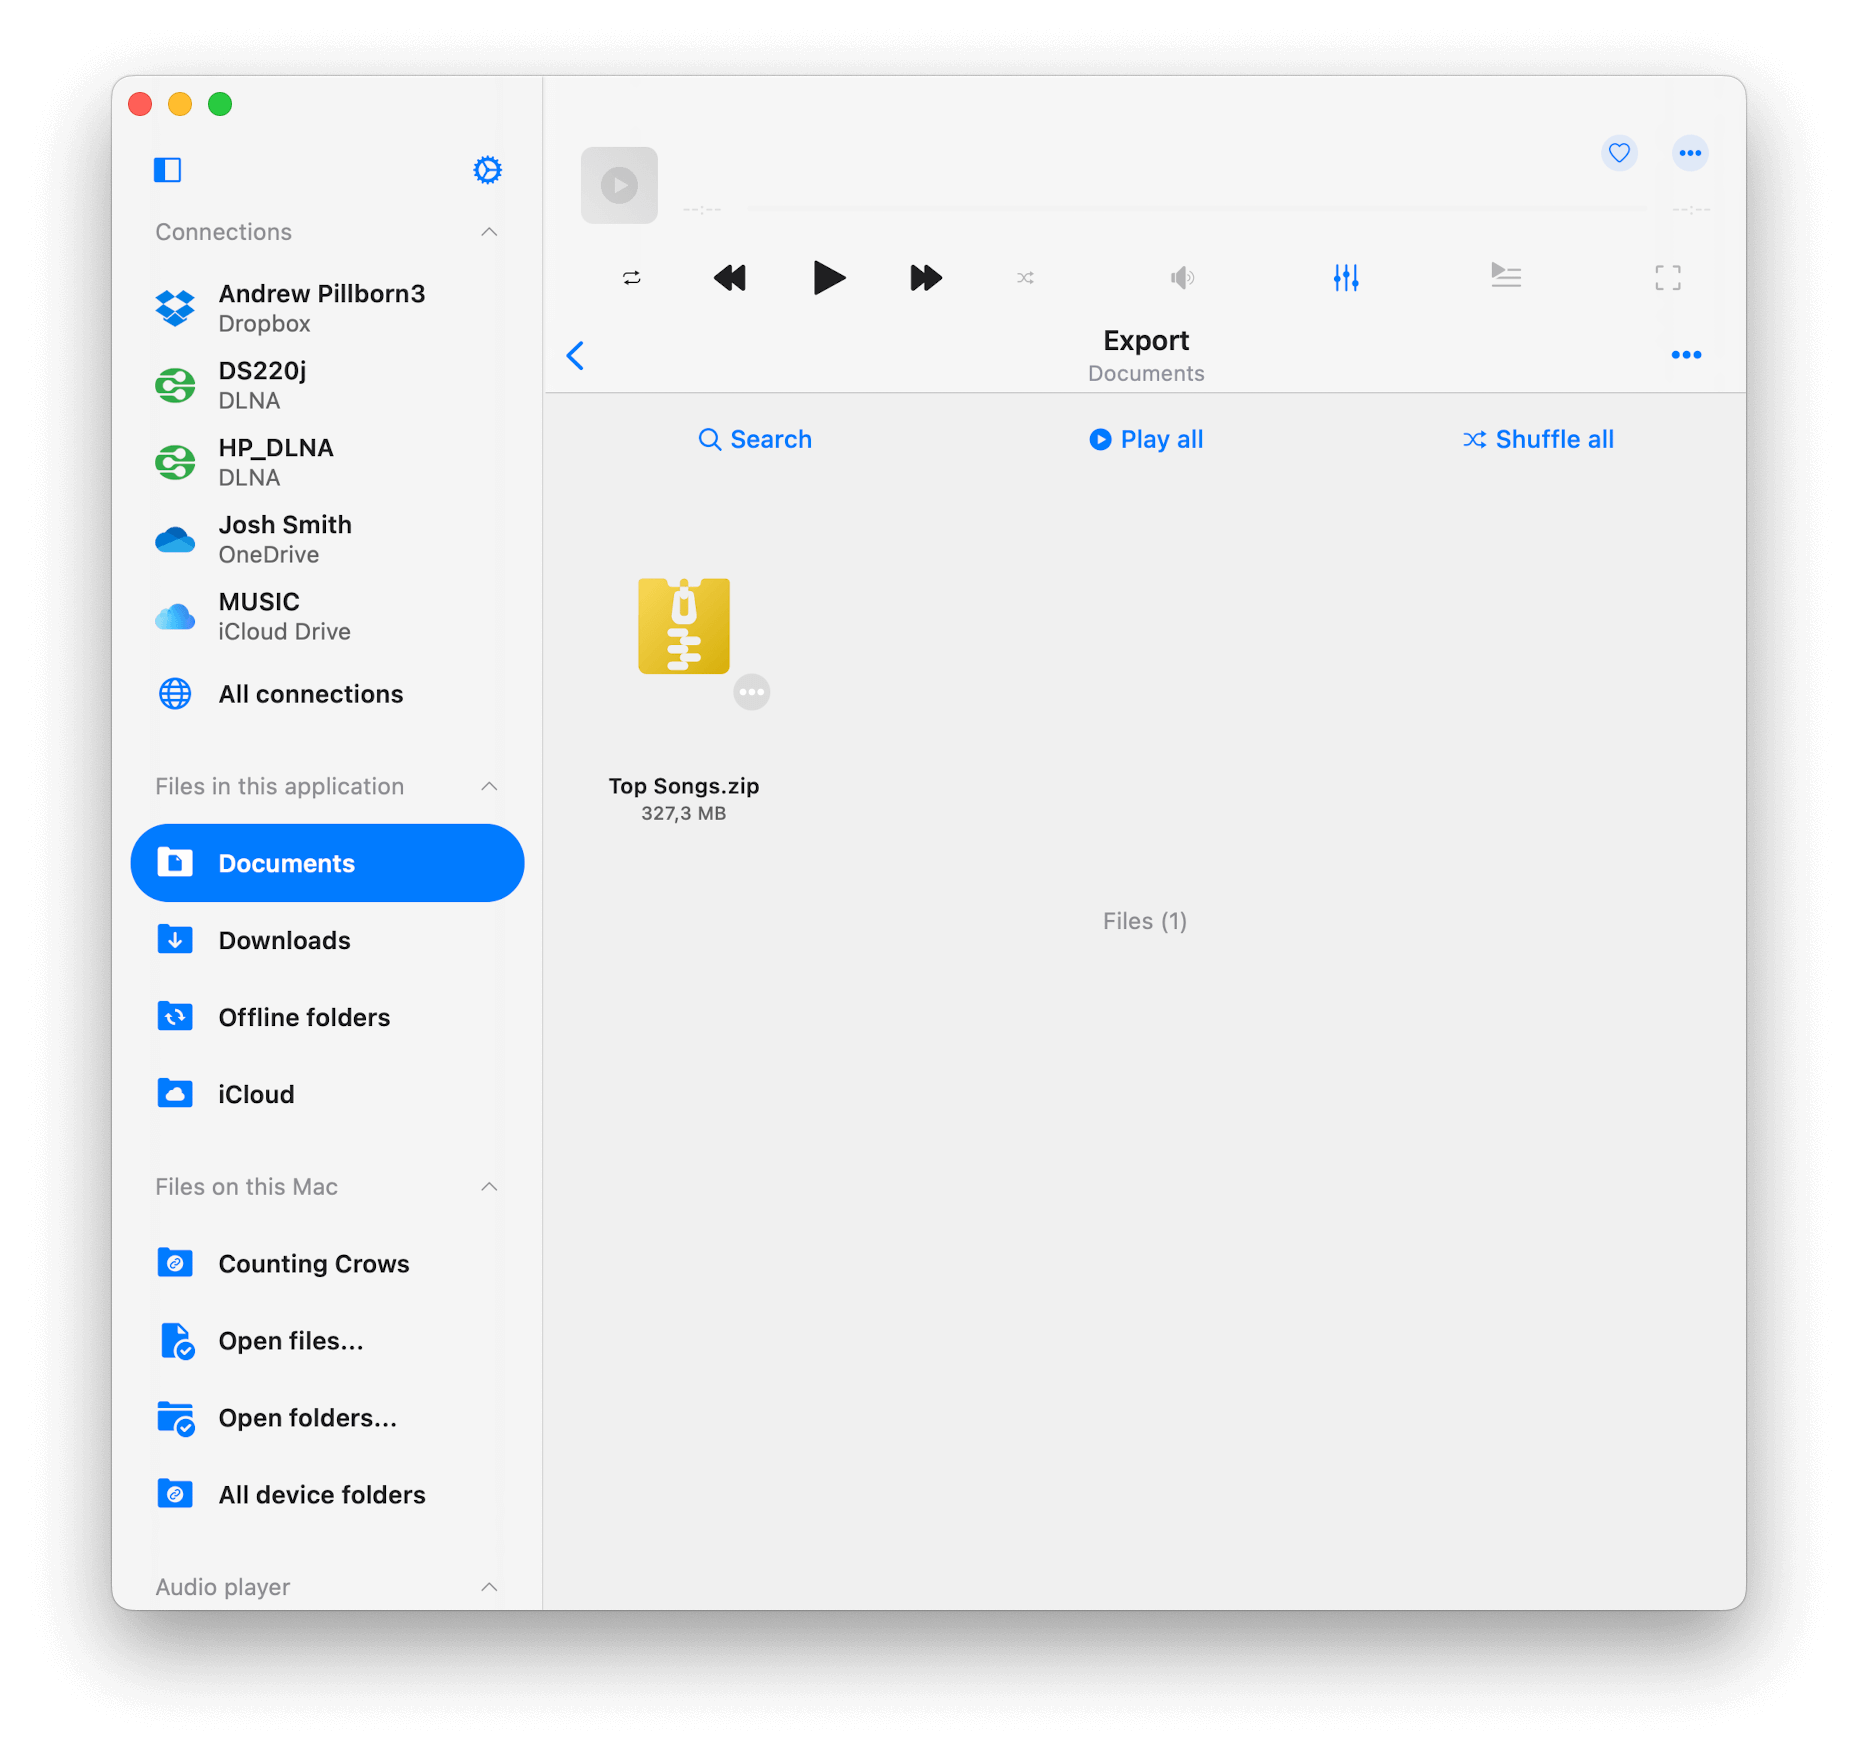 Connections
Andrew Pillborn3
Dropbox
DS220j
DLNA
HP_DLNA
DLNA
Josh Smith
OneDrive
MUSIC
iCloud Drive
All connections
Files in this application
Documents
Downloads
Offline folders
iCloud
Files on this Mac
Counting Crows
Open files...
Open folders...
All device folders
Audio player
--:--
--:--
Export
Documents
Search
Play all
Shuffle all
Top Songs.zip
327,3 MB
Files (1)